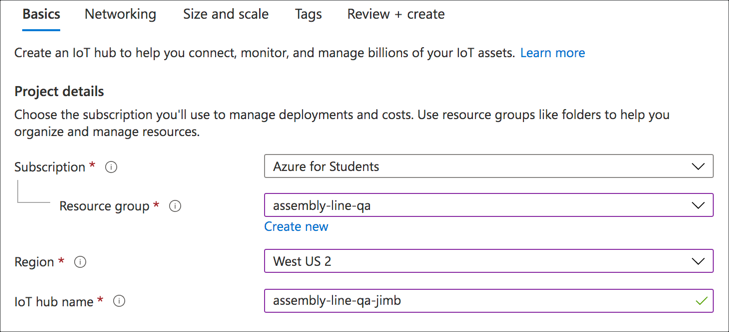 Basics Networking Size and scale Tags Review + create
Create an IoT hub to help you connect, monitor, and manage billions of your IoT assets. Learn more
Project details
Choose the subscription you'll use to manage deployments and costs. Use resource groups like folders to help you
organize and manage resources.
Subscription * Azure for Students
Resource group * assembly-line-qa
Create new
Region * West US 2
IoT hub name * assembly-line-qa-jimb